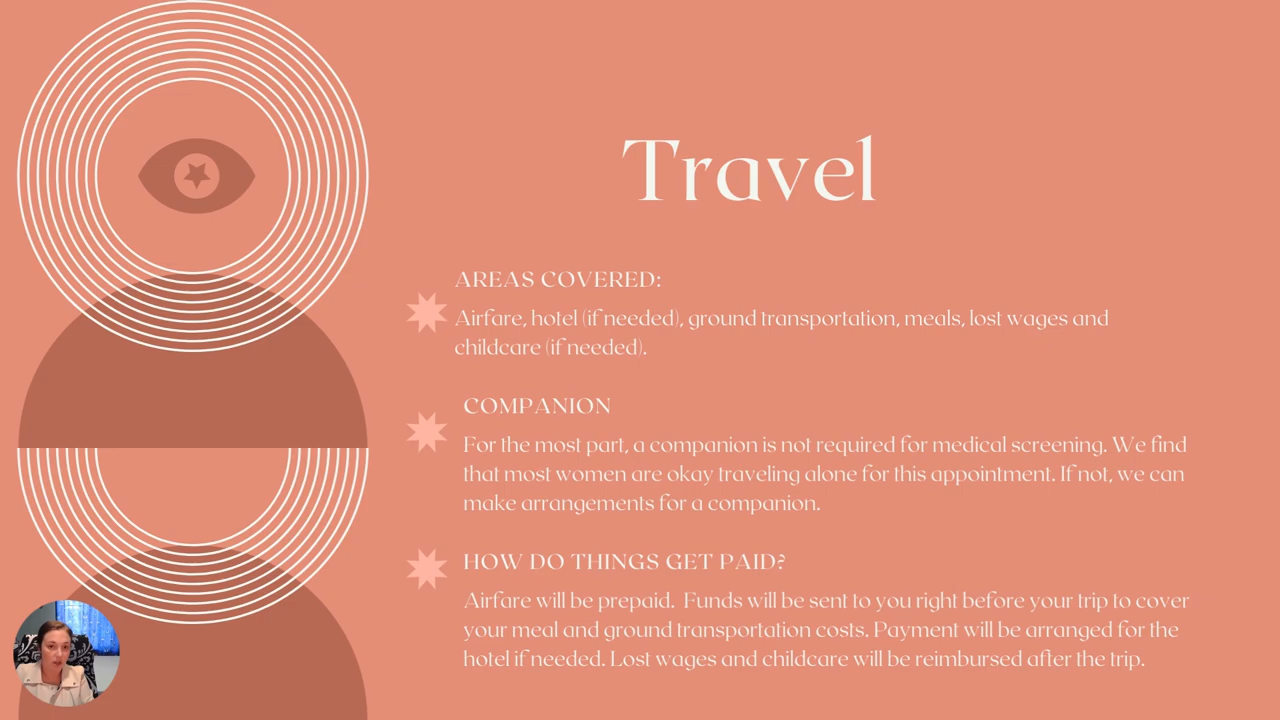 Travel
AREAS COVERED:
Airfare, hotel (if needed), ground transportation, meals, lost wages and
childcare (if needed).
COMPANION
For the most part, a companion is not required for medical screening. We find
that most women are okay traveling alone for this appointment. If not, we can
make arrangements for a companion.
HOW DO THINGS GET PAID?
Airfare will be prepaid.  Funds will be sent to you right before your trip to cover
your meal and ground transportation costs. Payment will be arranged for the
hotel if needed. Lost wages and childcare will be reimbursed after the trip.